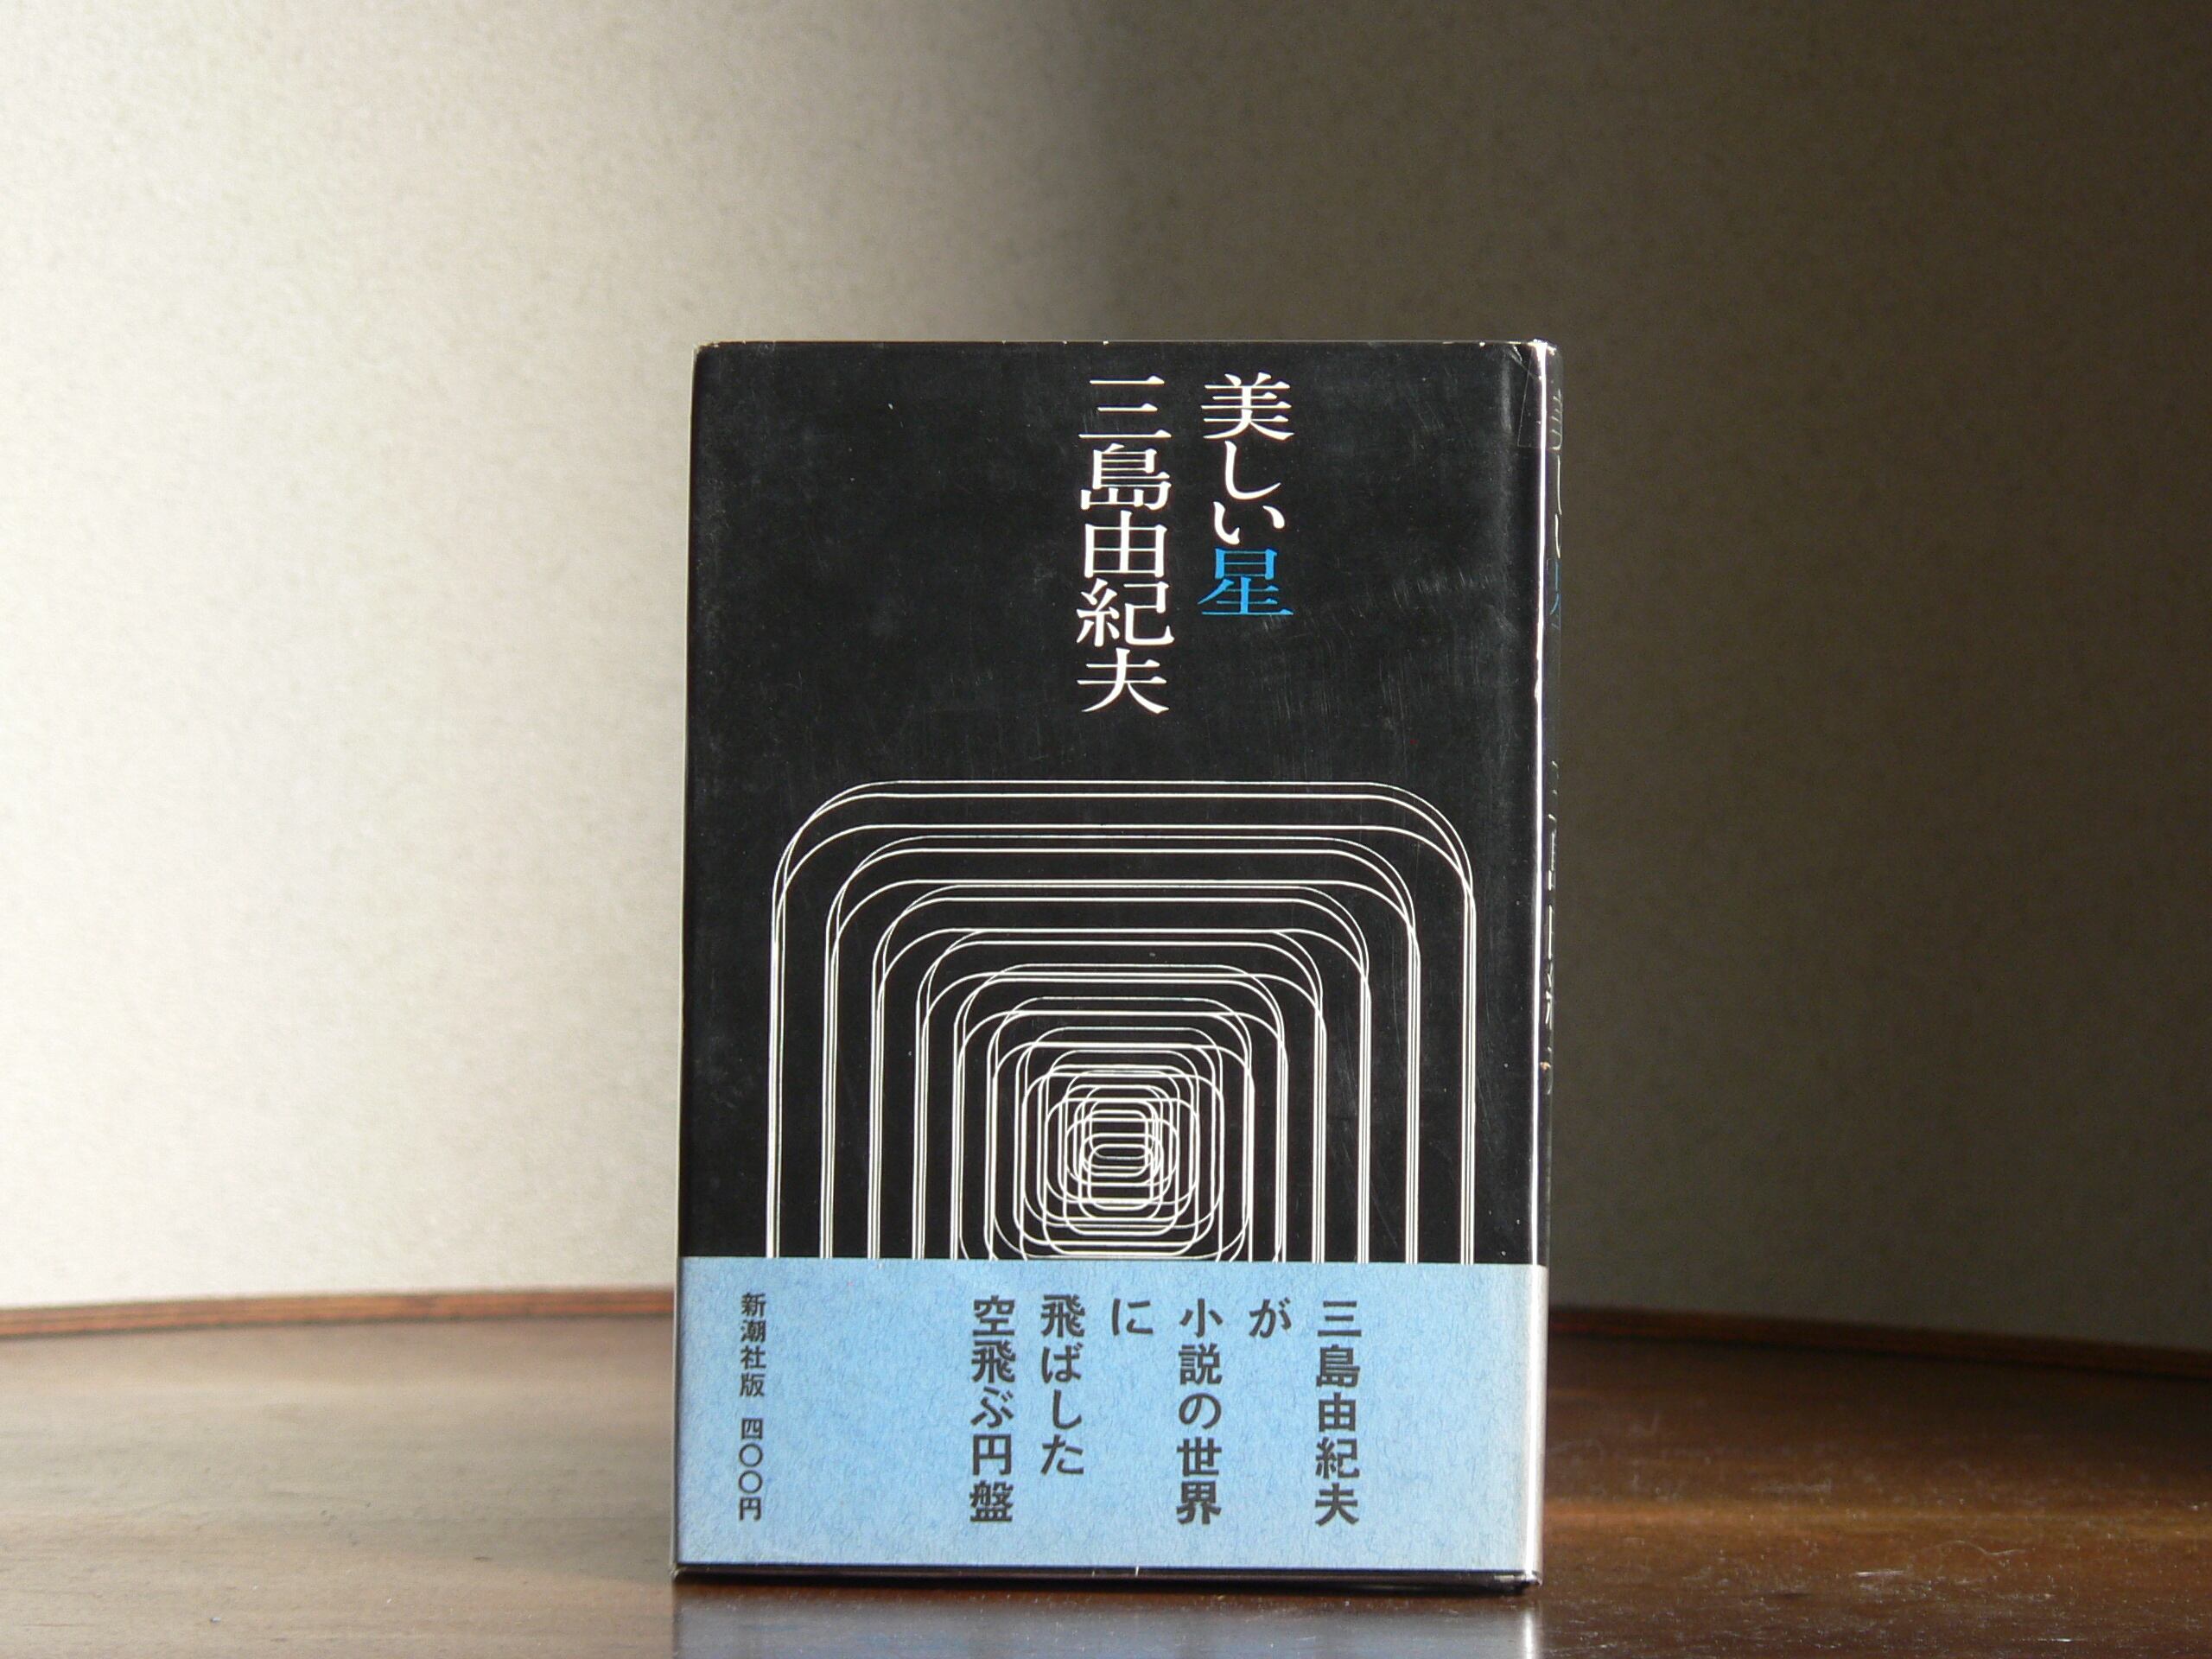 美しい星
三島由紀夫
三島由紀夫
が
小説の世界
に
飛ばした
空飛ぶ円盤
新潮社版 四〇〇円